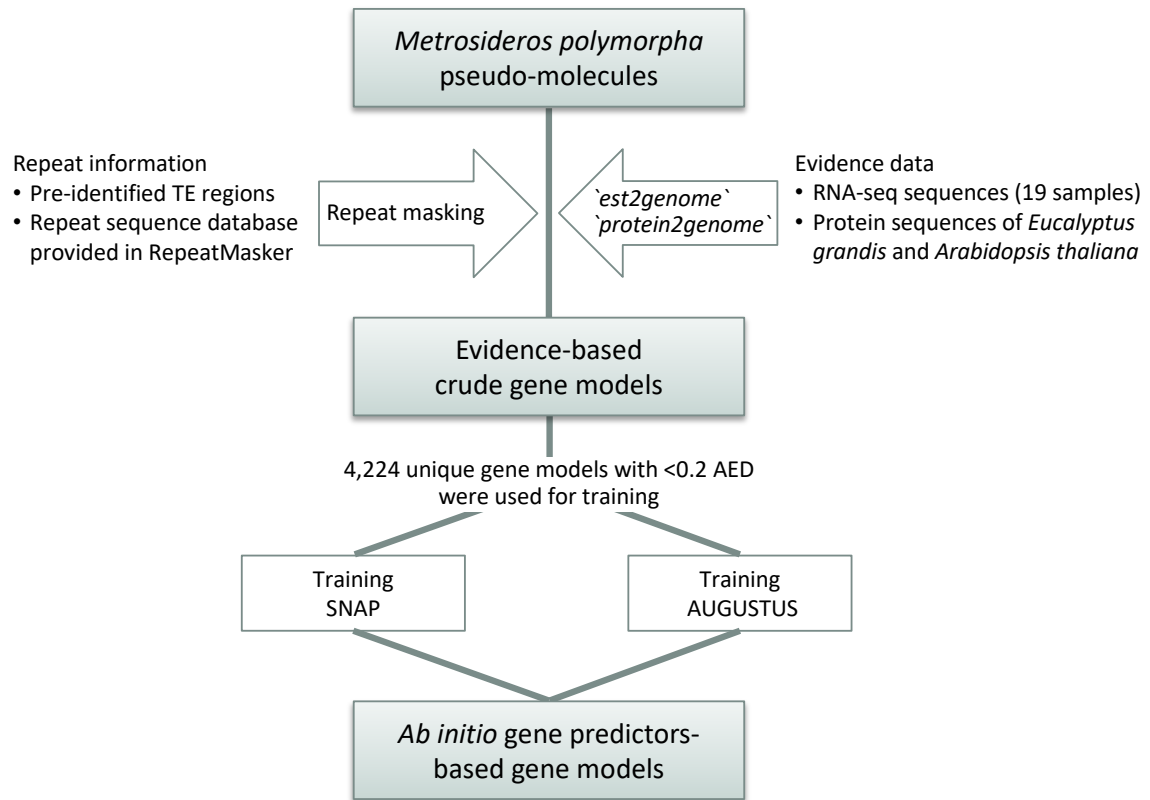 Metrosideros polymorpha
pseudo-molecules
Repeat information
• Pre-identified TE regions
• Repeat sequence database
provided in RepeatMasker
Repeat masking
`est2genome`
`protein2genome`
Evidence data
• RNA-seq sequences (19 samples)
• Protein sequences of Eucalyptus
grandis and Arabidopsis thaliana
Evidence-based
crude gene models
4,224 unique gene models with <0.2 AED
were used for training
Training
SNAP
Training
AUGUSTUS
Ab initio gene predictors-
based gene models